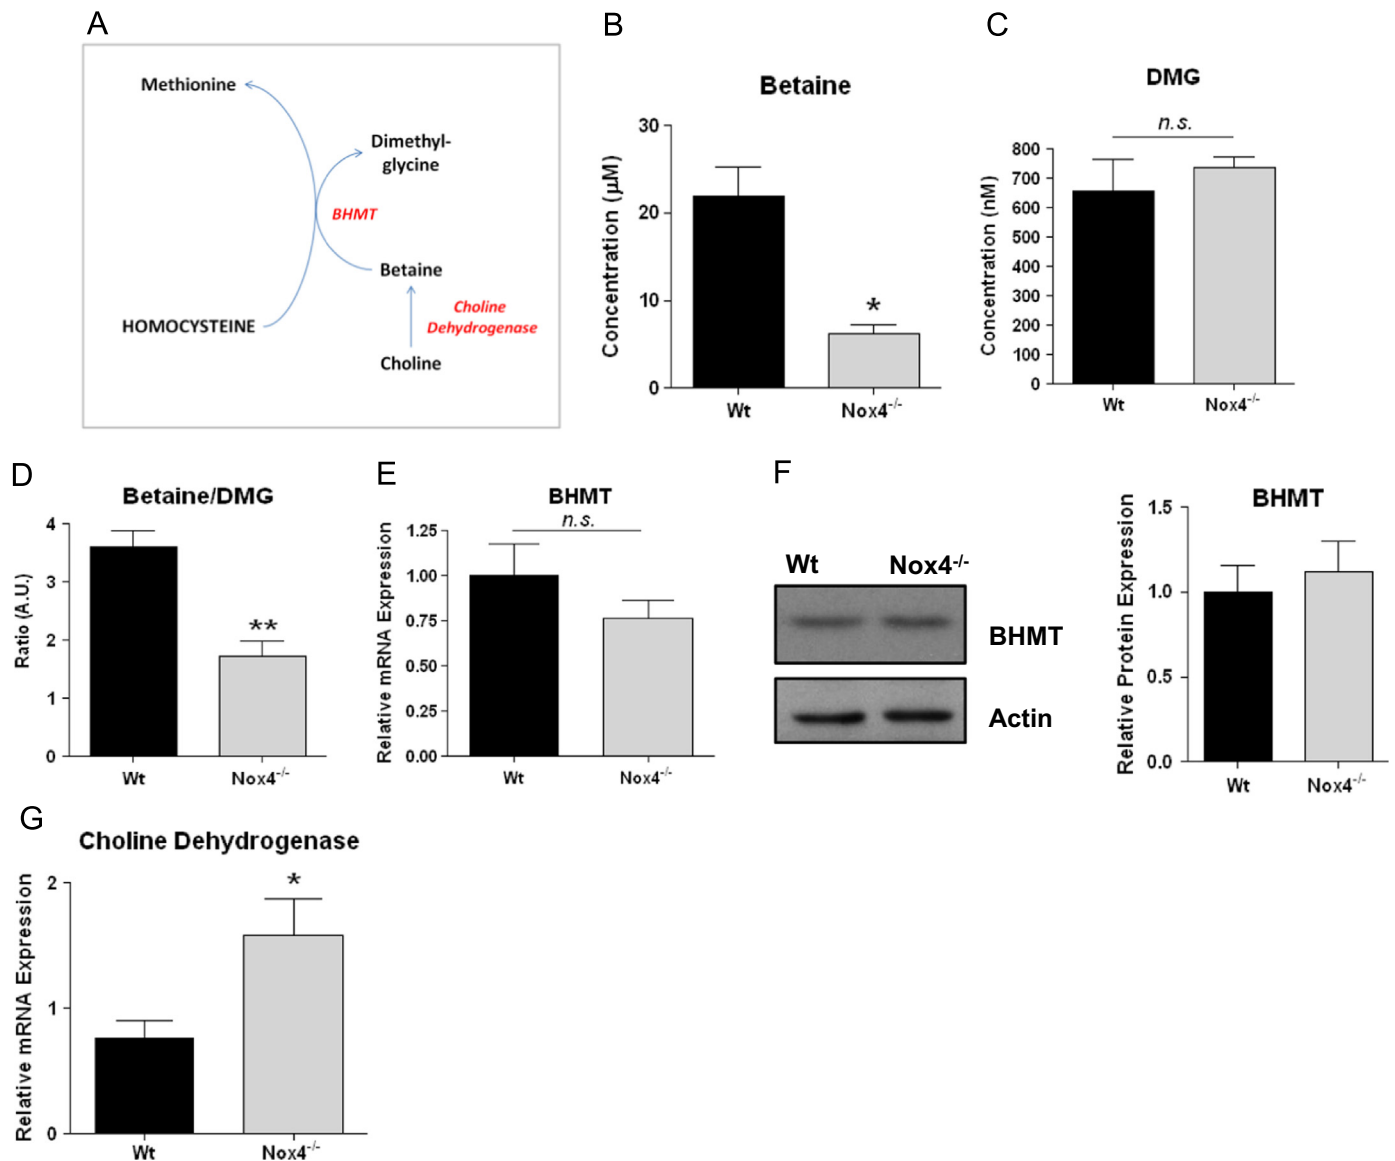 A
Methionine
Dimethyl-
glycine
BHMT
Betaine
HOMOCYSTEINE
Choline
Dehydrogenase
Choline
B
Betaine
Concentration (µM)
30
20
10
0
*
Wt
Nox4-/-
C
DMG
n.s.
Concentration (nM)
800
700
600
500
400
300
200
100
0
Wt
Nox4-/-
D
Betaine/DMG
Ratio (A.U.)
4
3
2
1
0
**
Wt
Nox4-/-
E
BHMT
n.s.
Relative mRNA Expression
1.25
1.00
0.75
0.50
0.25
0.00
Wt
Nox4-/-
F
Wt
Nox4-/-
BHMT
Actin
BHMT
Relative Protein Expression
1.5
1.0
0.5
0.0
Wt
Nox4-/-
G
Choline Dehydrogenase
Relative mRNA Expression
2
1
0
*
Wt
Nox4-/-